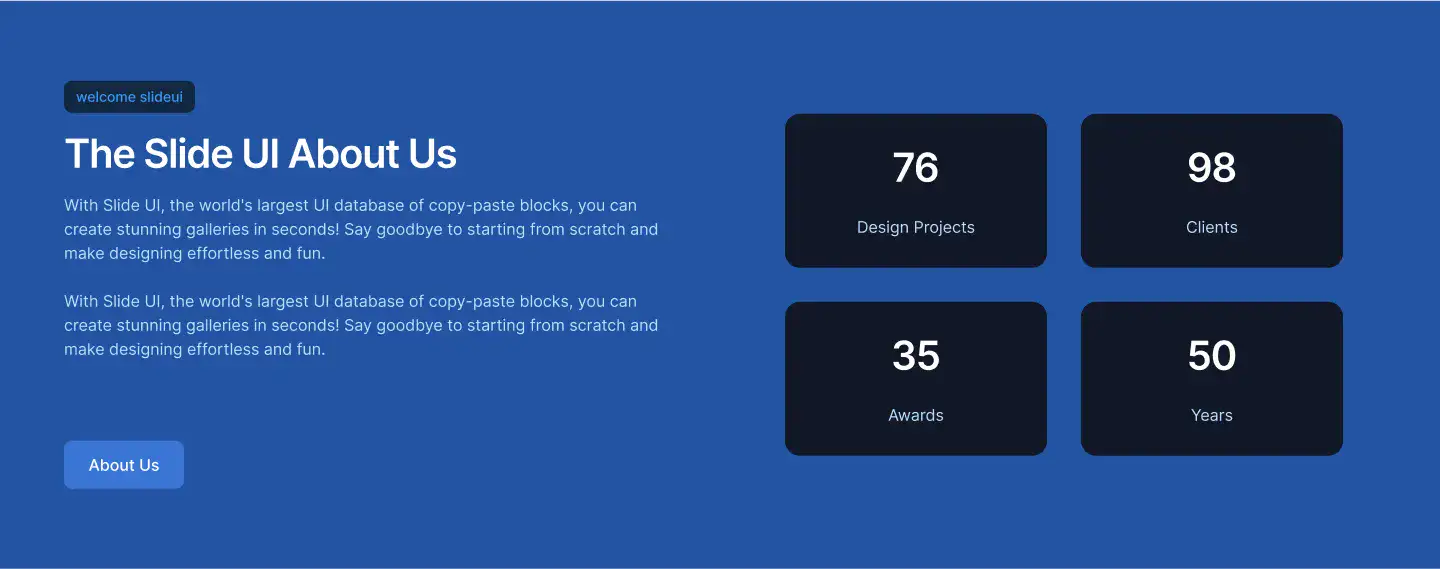 welcome slideui
The Slide UI About Us
With Slide UI, the world's largest UI database of copy-paste blocks, you can
create stunning galleries in seconds! Say goodbye to starting from scratch and
make designing effortless and fun.
With Slide UI, the world's largest UI database of copy-paste blocks, you can
create stunning galleries in seconds! Say goodbye to starting from scratch and
make designing effortless and fun.
About Us
76
Design Projects
98
Clients
35
Awards
50
Years